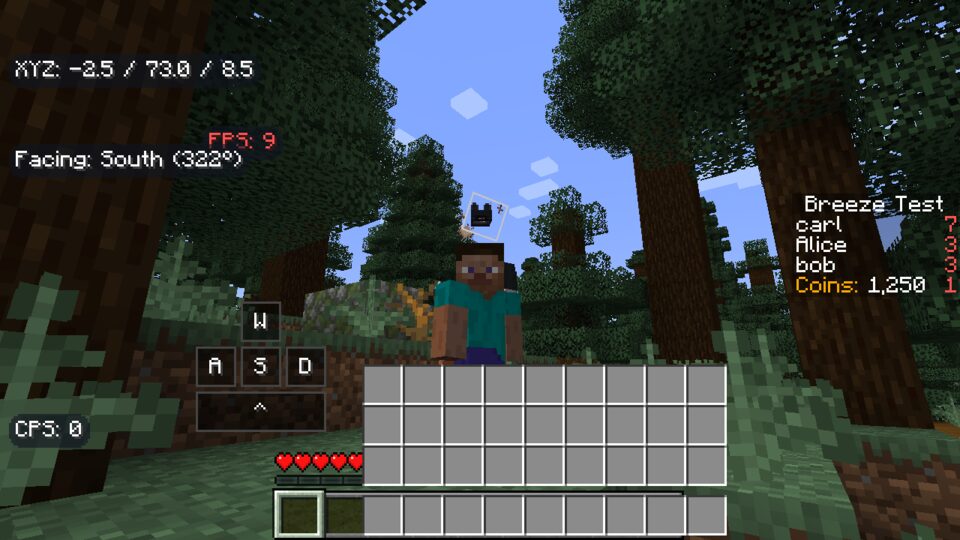 XYZ: -2.5 / 73.0 / 8.5
FPS: 9
Facing: South (322°)
Breeze Test
carl 7
Alice 3
bob 3
Coins: 1,250 1
W
A S D
^
CPS: 0